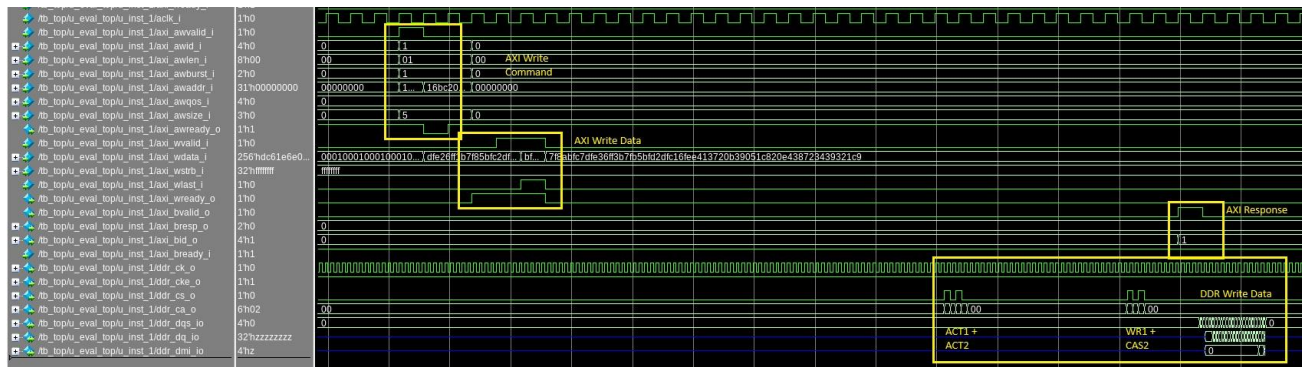 /tb_top/u_eval_top/u_inst_1/aclk_i 1'h0
/tb_top/u_eval_top/u_inst_1/axi_awvalid_i 1'h0
/tb_top/u_eval_top/u_inst_1/axi_awid_i 4'h0 0 1 0
/tb_top/u_eval_top/u_inst_1/axi_awlen_i 8'h00 00 01 00 AXI Write
/tb_top/u_eval_top/u_inst_1/axi_awburst_i 2'h0 0 1 0 Command
/tb_top/u_eval_top/u_inst_1/axi_awaddr_i 31'h00000000 00000000 1... 16bc20... 00000000
/tb_top/u_eval_top/u_inst_1/axi_awqos_i 4'h0 0
/tb_top/u_eval_top/u_inst_1/axi_awsize_i 3'h0 0 5 0
/tb_top/u_eval_top/u_inst_1/axi_awready_o 1'h1
/tb_top/u_eval_top/u_inst_1/axi_wvalid_i 1'h0 AXI Write Data
/tb_top/u_eval_top/u_inst_1/axi_wdata_i 256'hdc61e6e0... 00010001000100010... dfe26ff3b7f85bfc2df... bf...
/tb_top/u_eval_top/u_inst_1/axi_wstrb_i 32'hffffffff ffffffff
/tb_top/u_eval_top/u_inst_1/axi_wlast_i 1'h0
/tb_top/u_eval_top/u_inst_1/axi_wready_o 1'h0
/tb_top/u_eval_top/u_inst_1/axi_bvalid_o 1'h0 AXI Response
/tb_top/u_eval_top/u_inst_1/axi_bresp_o 2'h0 0
/tb_top/u_eval_top/u_inst_1/axi_bid_o 4'h1 0 1
/tb_top/u_eval_top/u_inst_1/axi_bready_i 1'h1
/tb_top/u_eval_top/u_inst_1/ddr_ck_o 1'h0
/tb_top/u_eval_top/u_inst_1/ddr_cke_o 1'h1
/tb_top/u_eval_top/u_inst_1/ddr_cs_o 1'h0 DDR Write Data
/tb_top/u_eval_top/u_inst_1/ddr_ca_o 6'h02 00 00 00
/tb_top/u_eval_top/u_inst_1/ddr_dqs_io 4'h0 0 0
/tb_top/u_eval_top/u_inst_1/ddr_dq_io 32'hzzzzzzzz ACT1 + WR1 +
/tb_top/u_eval_top/u_inst_1/ddr_dmi_io 4'hz ACT2 CAS2 0